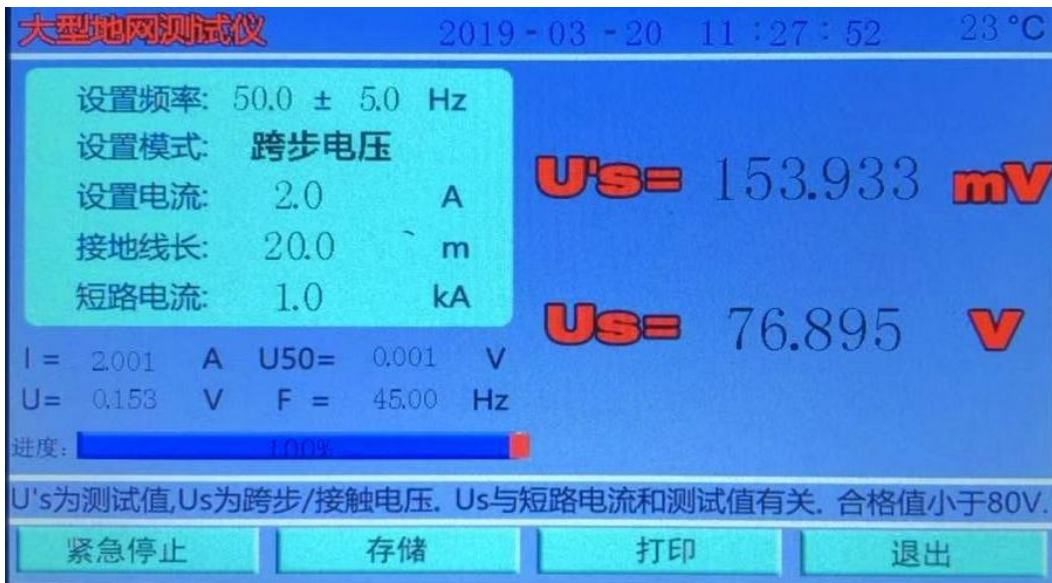 大型地网测试仪 2019-03-20 11:27:52 23℃
设置频率: 50.0 ± 5.0 Hz
设置模式: 跨步电压
设置电流: 2.0 A
接地线长: 20.0 m
短路电流: 1.0 kA
U's= 153.933 mV
Us= 76.895 V
I = 2.001 A U50= 0.001 V
U= 0.153 V F = 45.00 Hz
进度: 100%
U's为测试值,Us为跨步/接触电压. Us与短路电流和测试值有关. 合格值小于80V.
紧急停止 存储 打印 退出